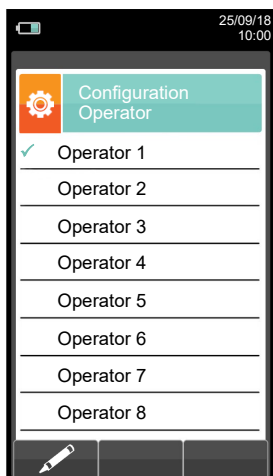 25/09/18
10:00
Configuration
Operator
Operator 1
Operator 2
Operator 3
Operator 4
Operator 5
Operator 6
Operator 7
Operator 8